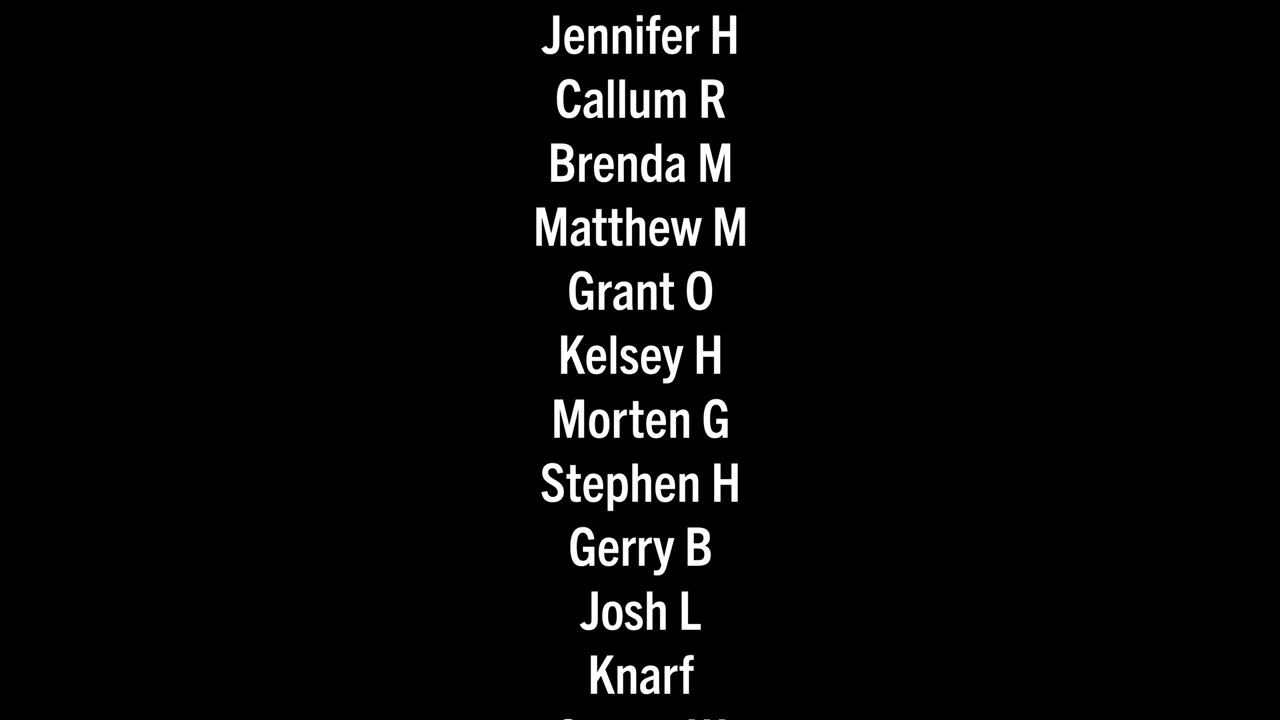 Jennifer H
Callum R
Brenda M
Matthew M
Grant O
Kelsey H
Morten G
Stephen H
Gerry B
Josh L
Knarf